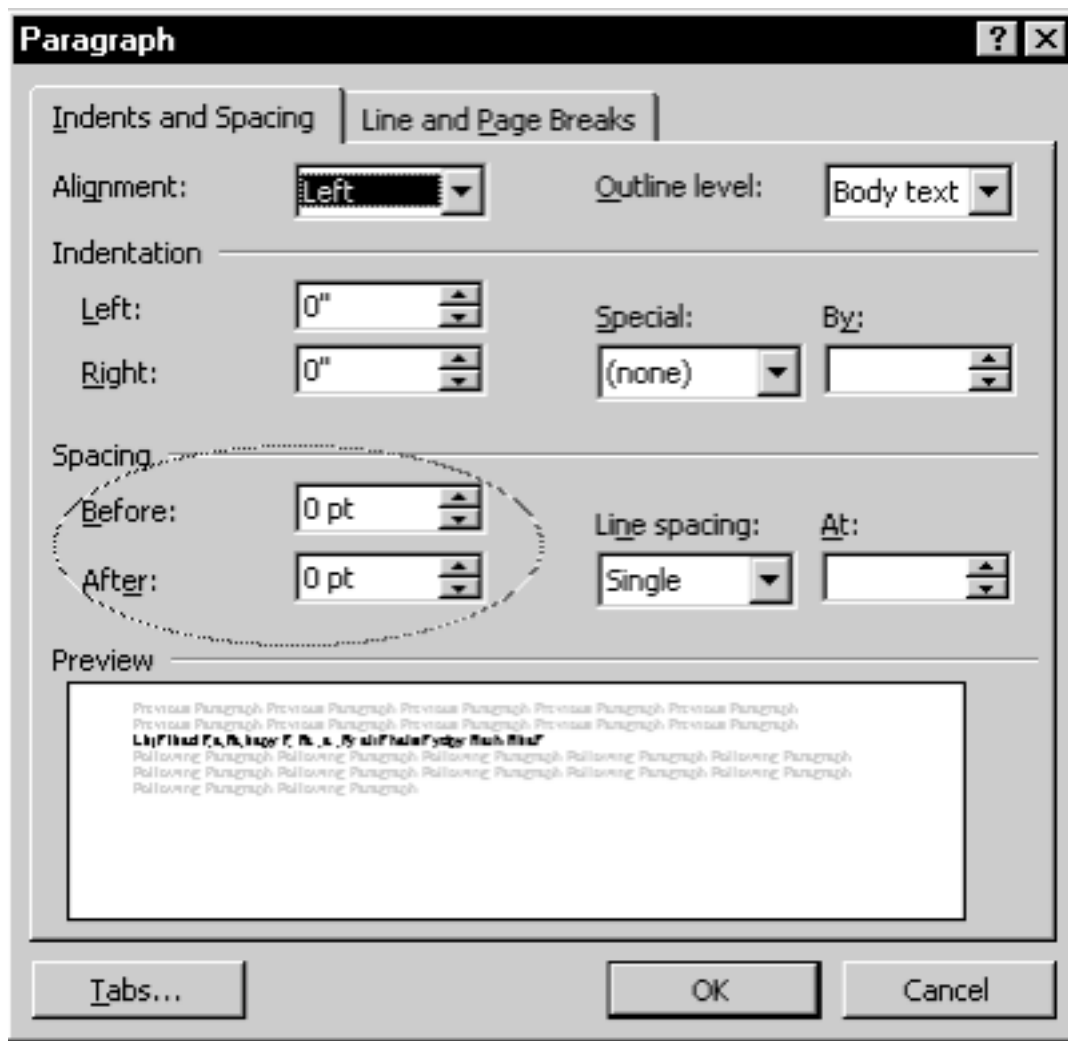 Paragraph
Indents and Spacing Line and Page Breaks
Alignment: Left Outline level: Body text
Indentation
Left: 0" Special: By:
Right: 0" (none)
Spacing
Before: 0 pt Line spacing: At:
After: 0 pt Single
Preview
Previous Paragraph Previous Paragraph Previous Paragraph Previous Paragraph Previous Paragraph
Previous Paragraph Previous Paragraph Previous Paragraph Previous Paragraph Previous Paragraph
Following Paragraph Following Paragraph Following Paragraph Following Paragraph Following Paragraph
Following Paragraph Following Paragraph Following Paragraph Following Paragraph Following Paragraph
Following Paragraph Following Paragraph
Tabs... OK Cancel